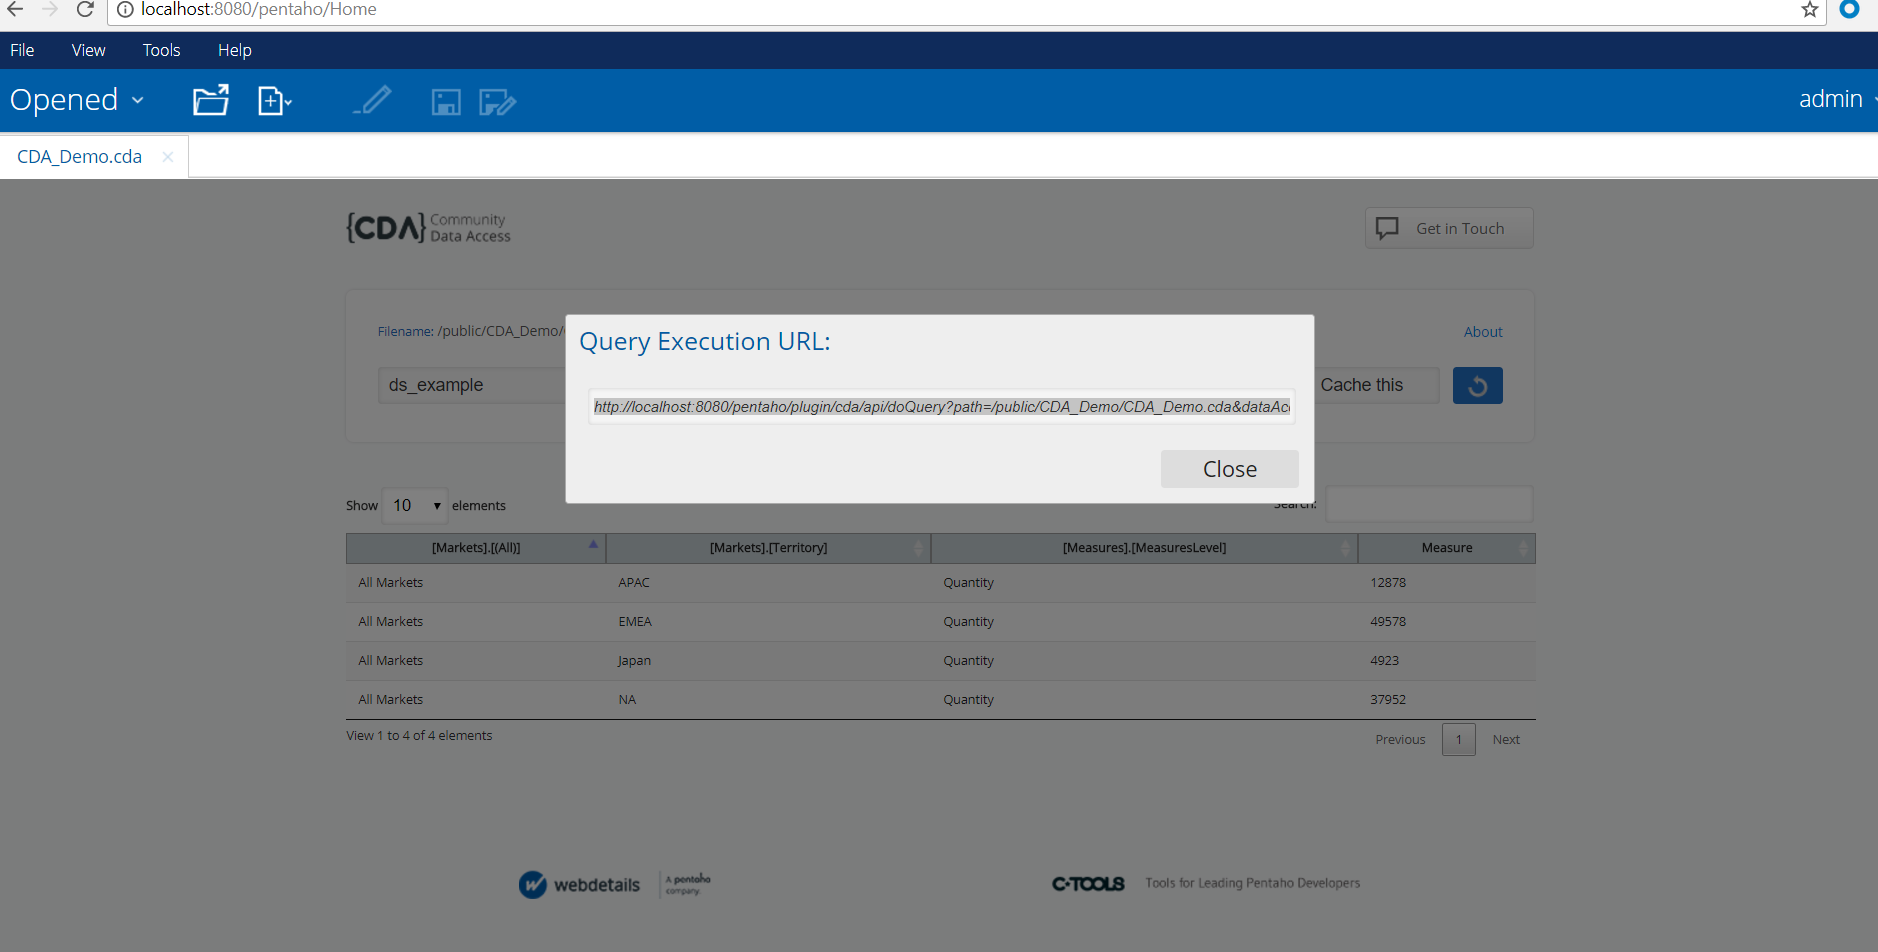 localhost:8080/pentaho/Home
File View Tools Help
Opened admin
CDA_Demo.cda ×
{CDA} Community Data Access
Get in Touch
Filename: /public/CDA_Demo/
About
Query Execution URL:
ds_example
Cache this
http://localhost:8080/pentaho/plugin/cda/api/doQuery?path=/public/CDA_Demo/CDA_Demo.cda&dataAc
Close
Show 10 elements
Search:
[Markets].[(All)] [Markets].[Territory] [Measures].[MeasuresLevel] Measure
All Markets APAC Quantity 12878
All Markets EMEA Quantity 49578
All Markets Japan Quantity 4923
All Markets NA Quantity 37952
View 1 to 4 of 4 elements
Previous 1 Next
webdetails A pentaho company.
C-TOOLS Tools for Leading Pentaho Developers